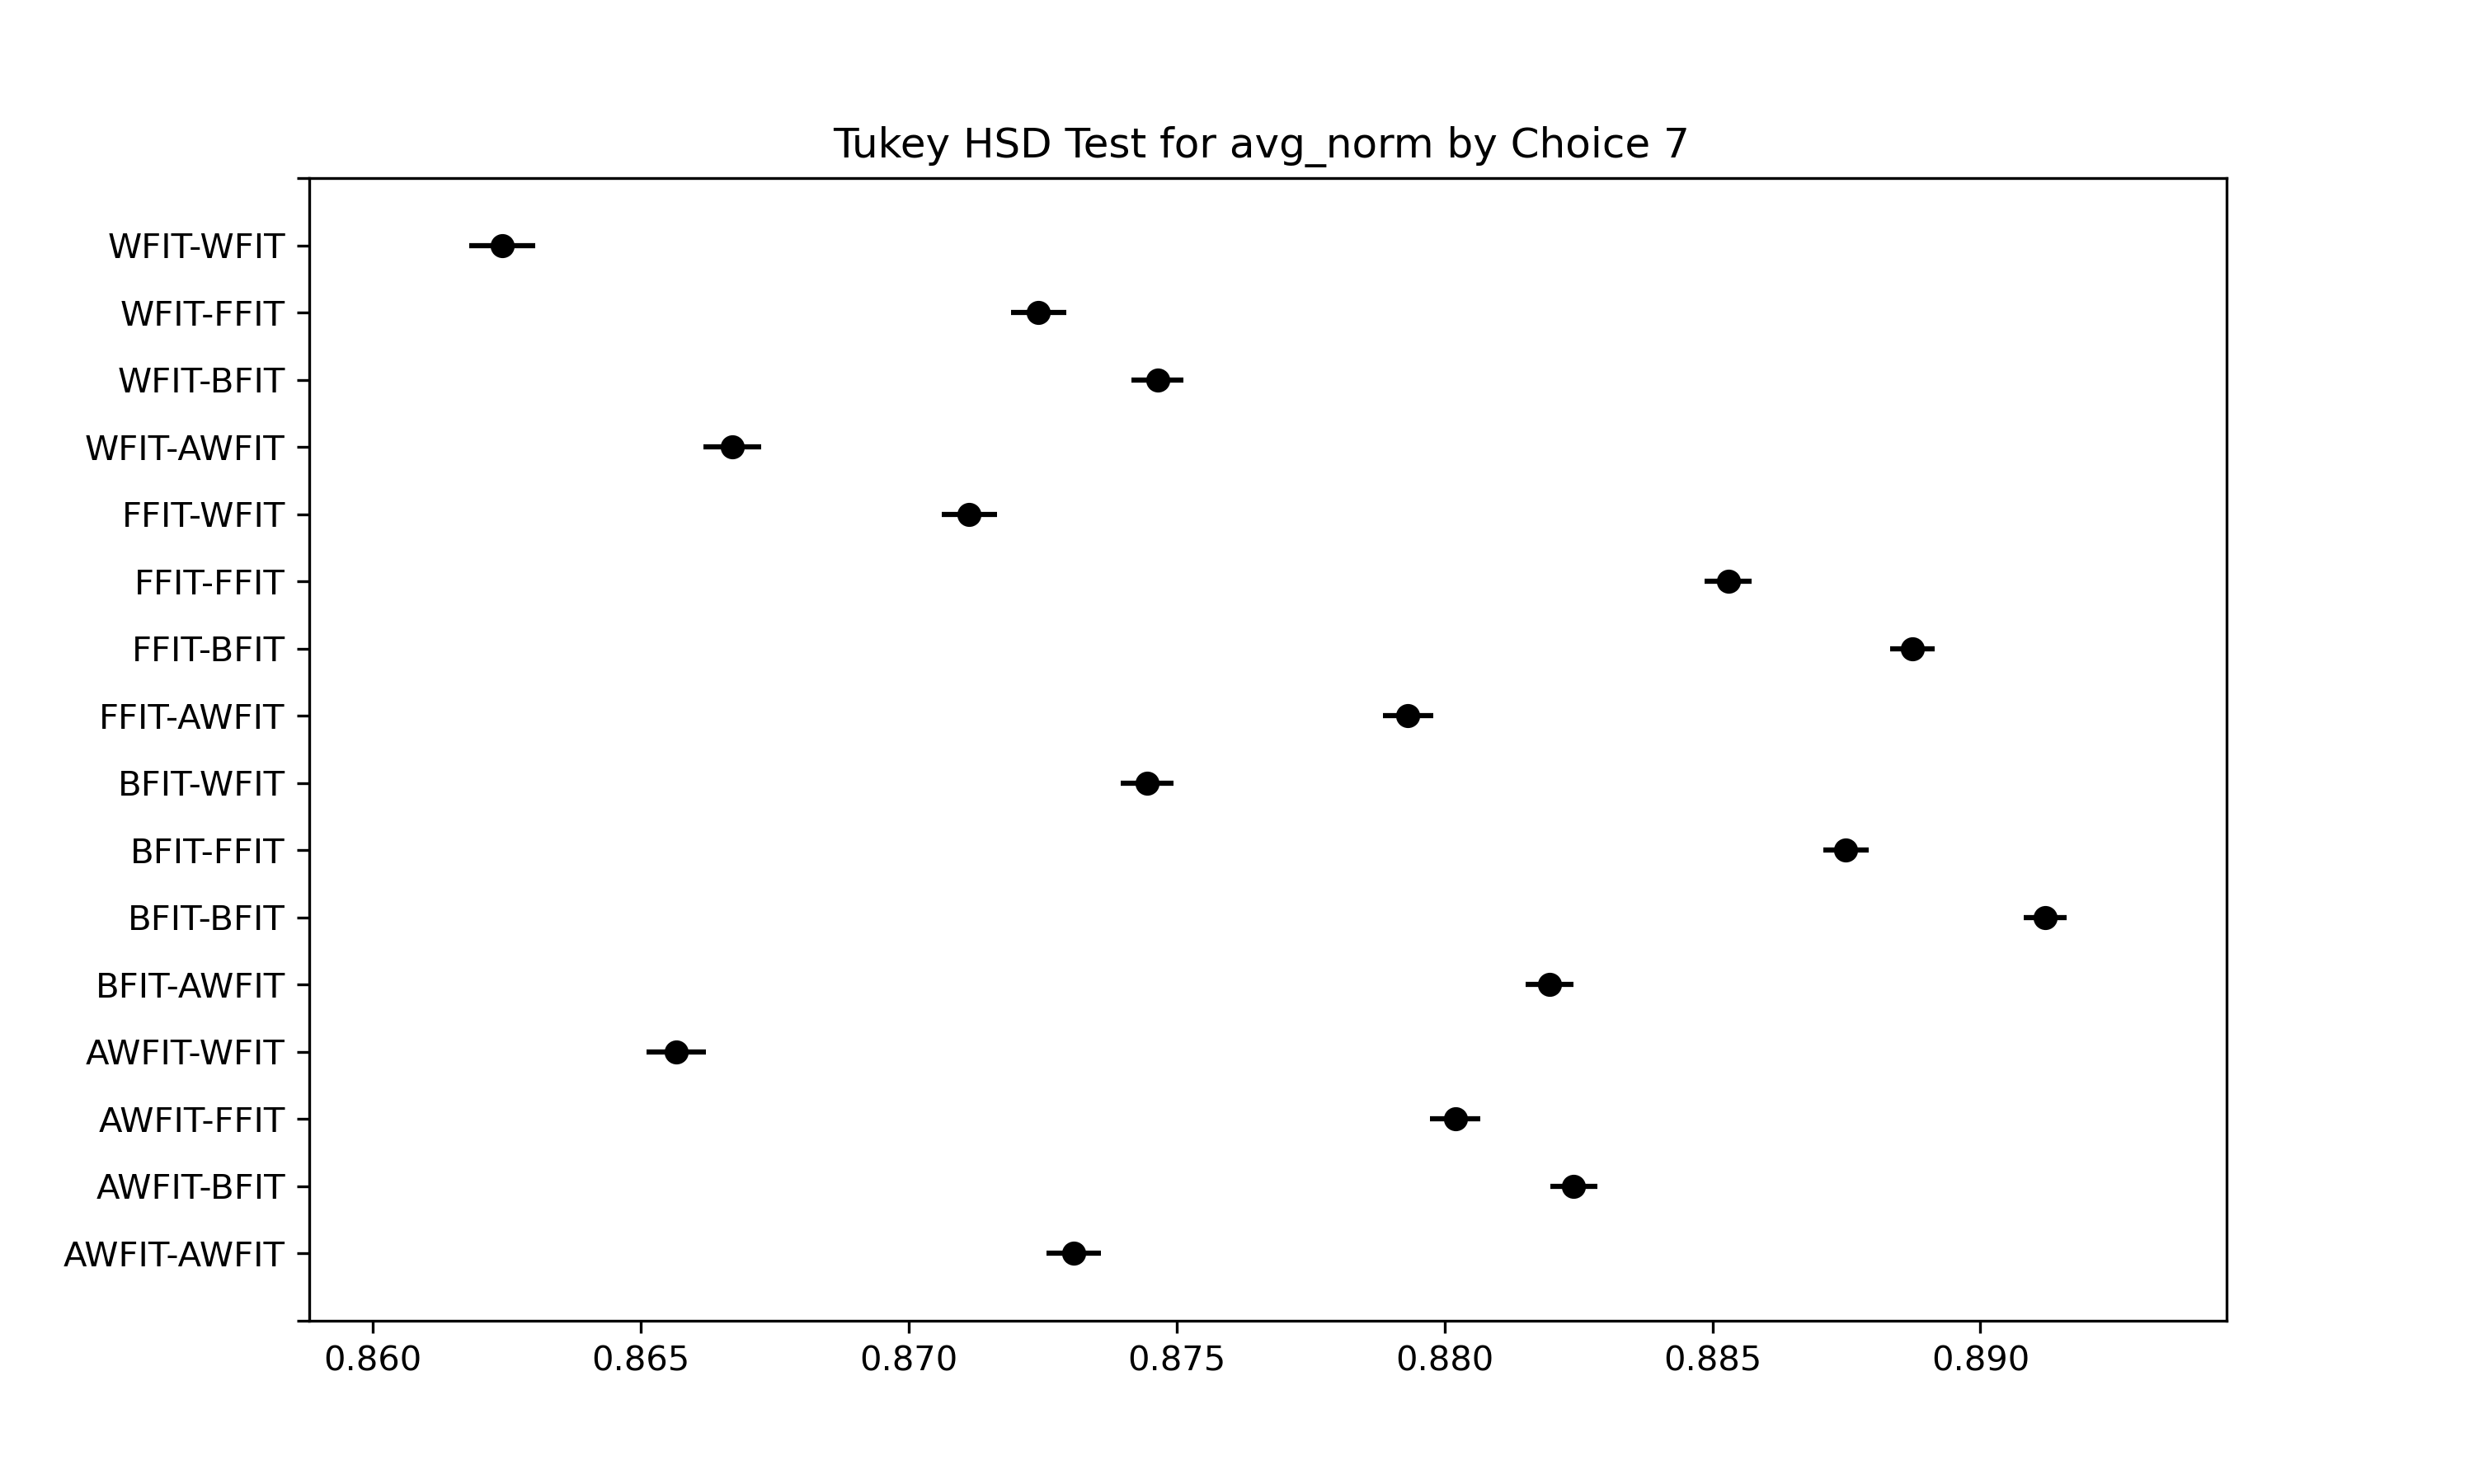 Tukey HSD Test for avg_norm by Choice 7
WFIT-WFIT
WFIT-FFIT
WFIT-BFIT
WFIT-AWFIT
FFIT-WFIT
FFIT-FFIT
FFIT-BFIT
FFIT-AWFIT
BFIT-WFIT
BFIT-FFIT
BFIT-BFIT
BFIT-AWFIT
AWFIT-WFIT
AWFIT-FFIT
AWFIT-BFIT
AWFIT-AWFIT
0.860 0.865 0.870 0.875 0.880 0.885 0.890